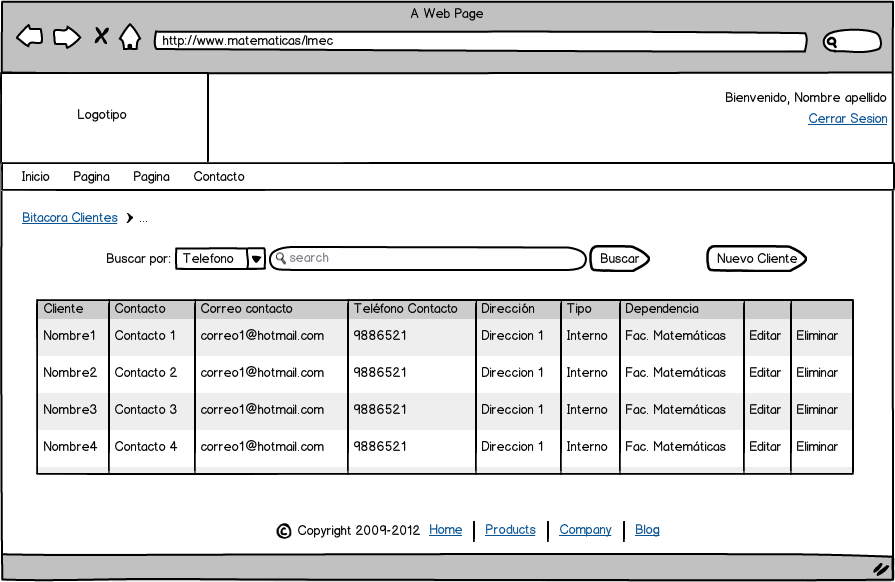 A Web Page
http://www.matematicas/lmec
Logotipo
Bienvenido, Nombre apellido
Cerrar Sesion
Inicio Pagina Pagina Contacto
Bitacora Clientes > ...
Buscar por: Telefono search Buscar Nuevo Cliente
Cliente Contacto Correo contacto Teléfono Contacto Dirección Tipo Dependencia
Nombre1 Contacto 1 correo1@hotmail.com 9886521 Direccion 1 Interno Fac. Matemáticas Editar Eliminar
Nombre2 Contacto 2 correo1@hotmail.com 9886521 Direccion 1 Interno Fac. Matemáticas Editar Eliminar
Nombre3 Contacto 3 correo1@hotmail.com 9886521 Direccion 1 Interno Fac. Matemáticas Editar Eliminar
Nombre4 Contacto 4 correo1@hotmail.com 9886521 Direccion 1 Interno Fac. Matemáticas Editar Eliminar
© Copyright 2009-2012 Home | Products | Company | Blog